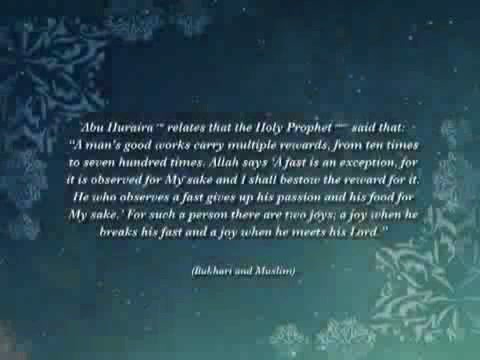 Abu Huraira relates that the Holy Prophet said that:
"A man's good works carry multiple rewards, from ten times
to seven hundred times. Allah says 'A fast is an exception, for
it is observed for My sake and I shall bestow the reward for it.
He who observes a fast gives up his passion and his food for
My sake.' For such a person there are two joys; a joy when he
breaks his fast and a joy when he meets his Lord."
(Bukhari and Muslim)